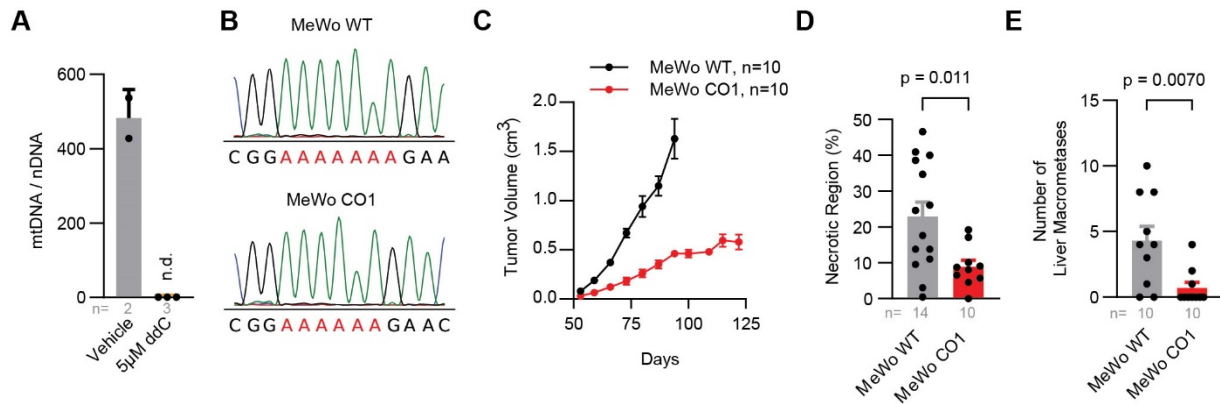 A
mtDNA / nDNA
600
400
200
0
n.d.
n= 2 3
Vehicle
5µM ddC
B
MeWo WT
C G G A A A A A A A G A A
MeWo CO1
C G G A A A A A A G A A C
C
MeWo WT, n=10
MeWo CO1, n=10
Tumor Volume (cm³)
2.0
1.5
1.0
0.5
0.0
50 75 100 125
Days
D
p = 0.011
Necrotic Region (%)
50
40
30
20
10
0
n= 14 10
MeWo WT
MeWo CO1
E
p = 0.0070
Number of
Liver Macrometases
15
10
5
0
n= 10 10
MeWo WT
MeWo CO1